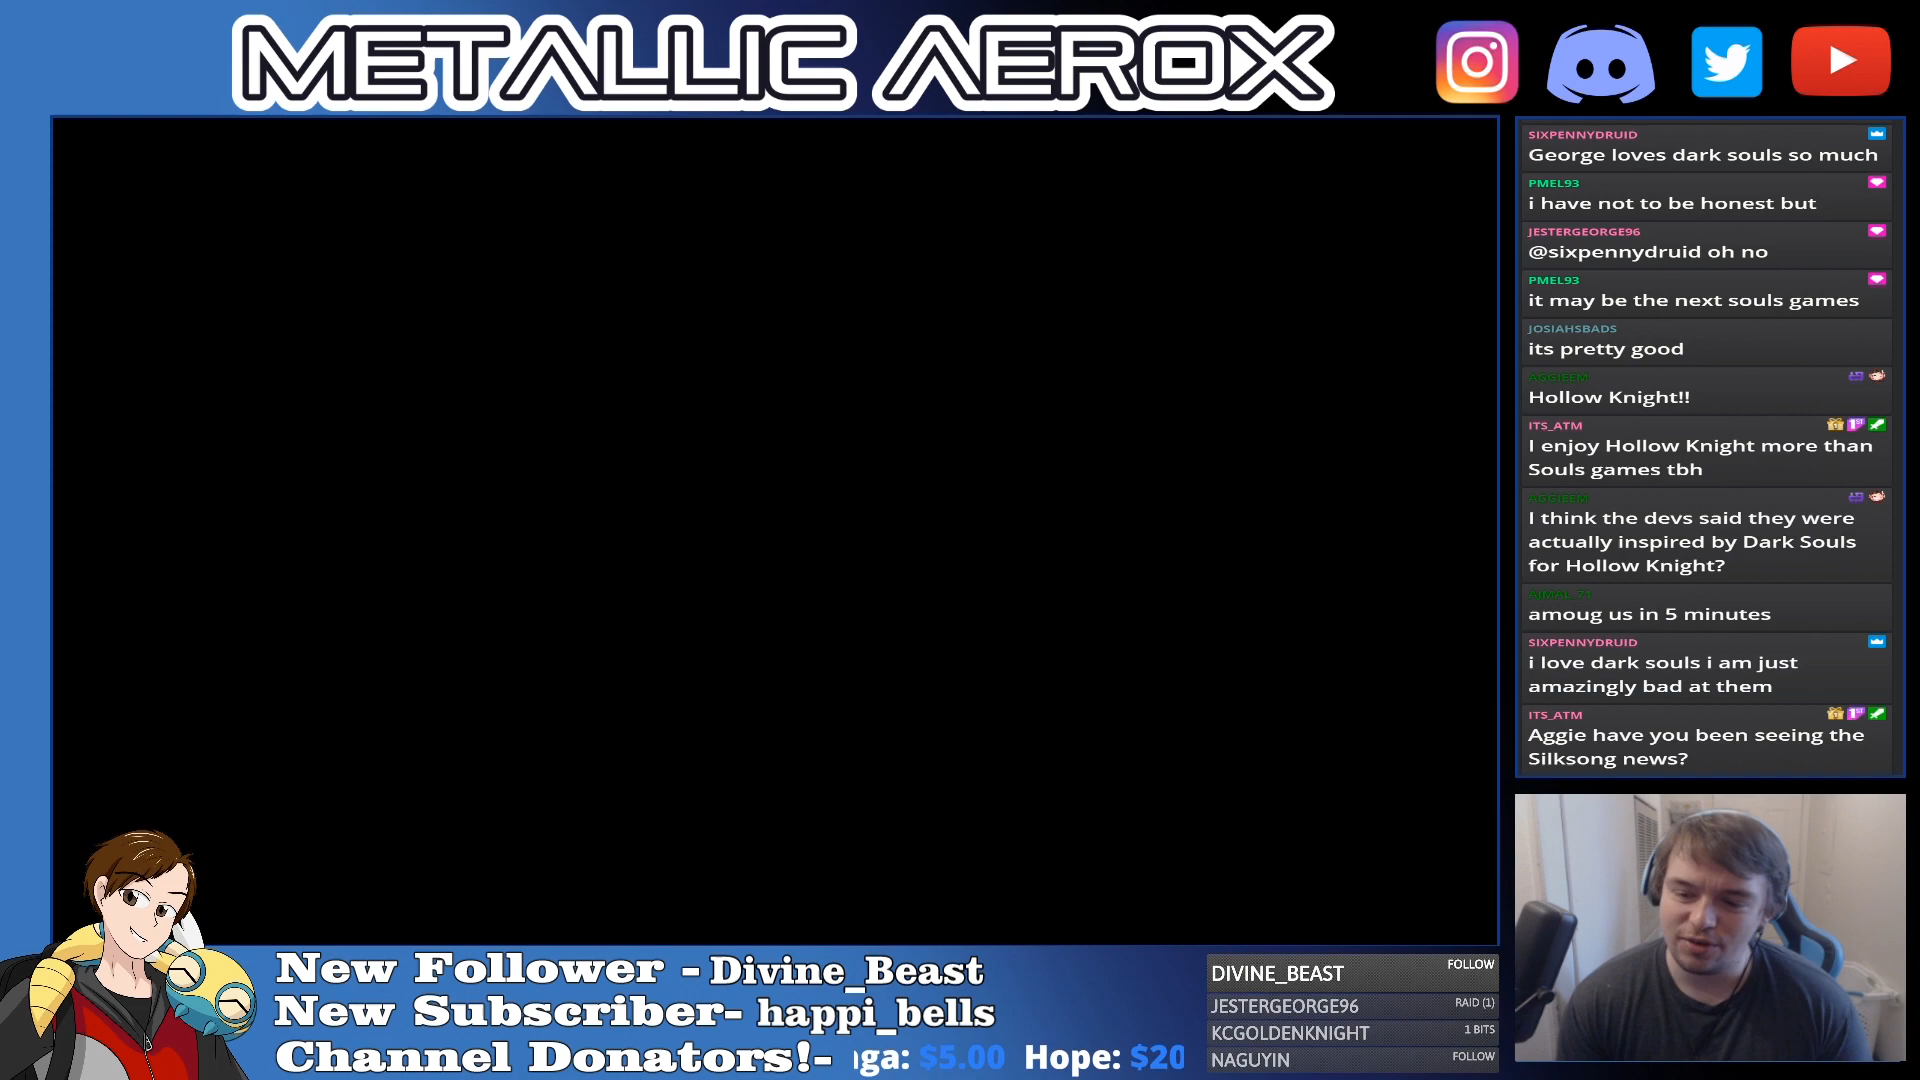 METALLIC AEROX
SIXPENNYDRUID
George loves dark souls so much
PMEL93
i have not to be honest but
JESTERGEORGE96
@sixpennydruid oh no
PMEL93
it may be the next souls games
JOSIAHSBADS
its pretty good
AGGIEEM
Hollow Knight!!
ITS_ATM
I enjoy Hollow Knight more than
Souls games tbh
AGGIEEM
I think the devs said they were
actually inspired by Dark Souls
for Hollow Knight?
AJMAL_71
amoug us in 5 minutes
SIXPENNYDRUID
i love dark souls i am just
amazingly bad at them
ITS_ATM
Aggie have you been seeing the
Silksong news?
New Follower - Divine_Beast
New Subscriber- happi_bells
Channel Donators!- ga: $5.00 Hope: $20
DIVINE_BEAST FOLLOW
JESTERGEORGE96 RAID (1)
KCGOLDENKNIGHT 1 BITS
NAGUYIN FOLLOW